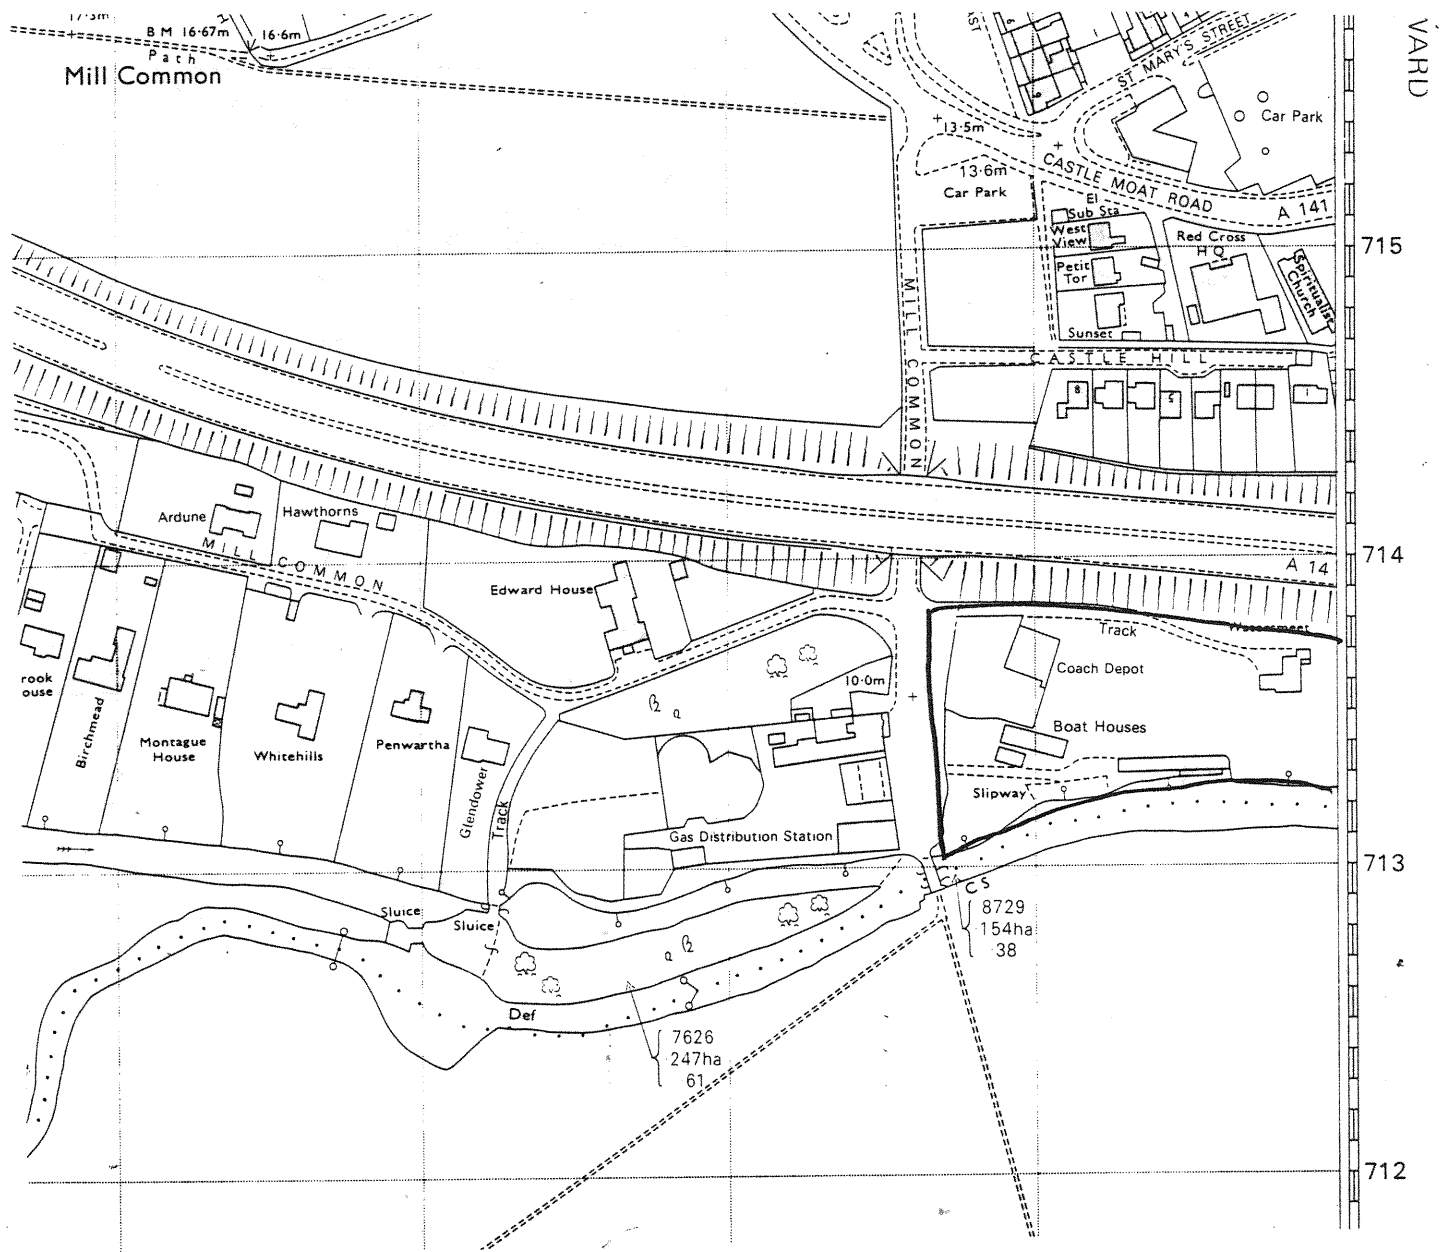 17·3m
B M 16·67m
16·6m
Path
Mill Common
ST MARY'S STREET
VARD
Car Park
13·5m
13·6m
Car Park
CASTLE MOAT ROAD
A 141
El
Sub Sta
West
View
Red Cross
H Q
715
Petit
Tor
Spiritualist
Church
Sunset
MILL COMMON
CASTLE HILL
8
5
1
714
A 14
Ardune
Hawthorns
MILL COMMON
Edward House
Track
Watersmeet
Coach Depot
rook
ouse
10·0m
Birchmead
Montague
House
Whitehills
Penwartha
Boat Houses
Glendower
Track
Slipway
Gas Distribution Station
713
C S
8729
·154ha
·38
Sluice
Sluice
Def
7626
·247ha
·61
712